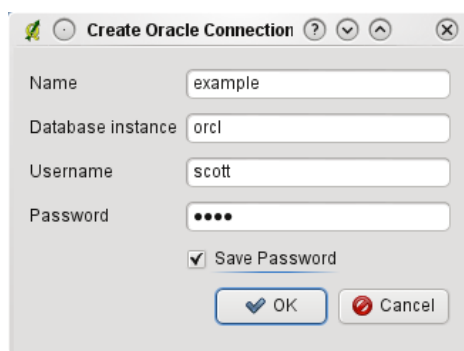 Create Oracle Connection
Name example
Database instance orcl
Username scott
Password ••••
Save Password
OK Cancel